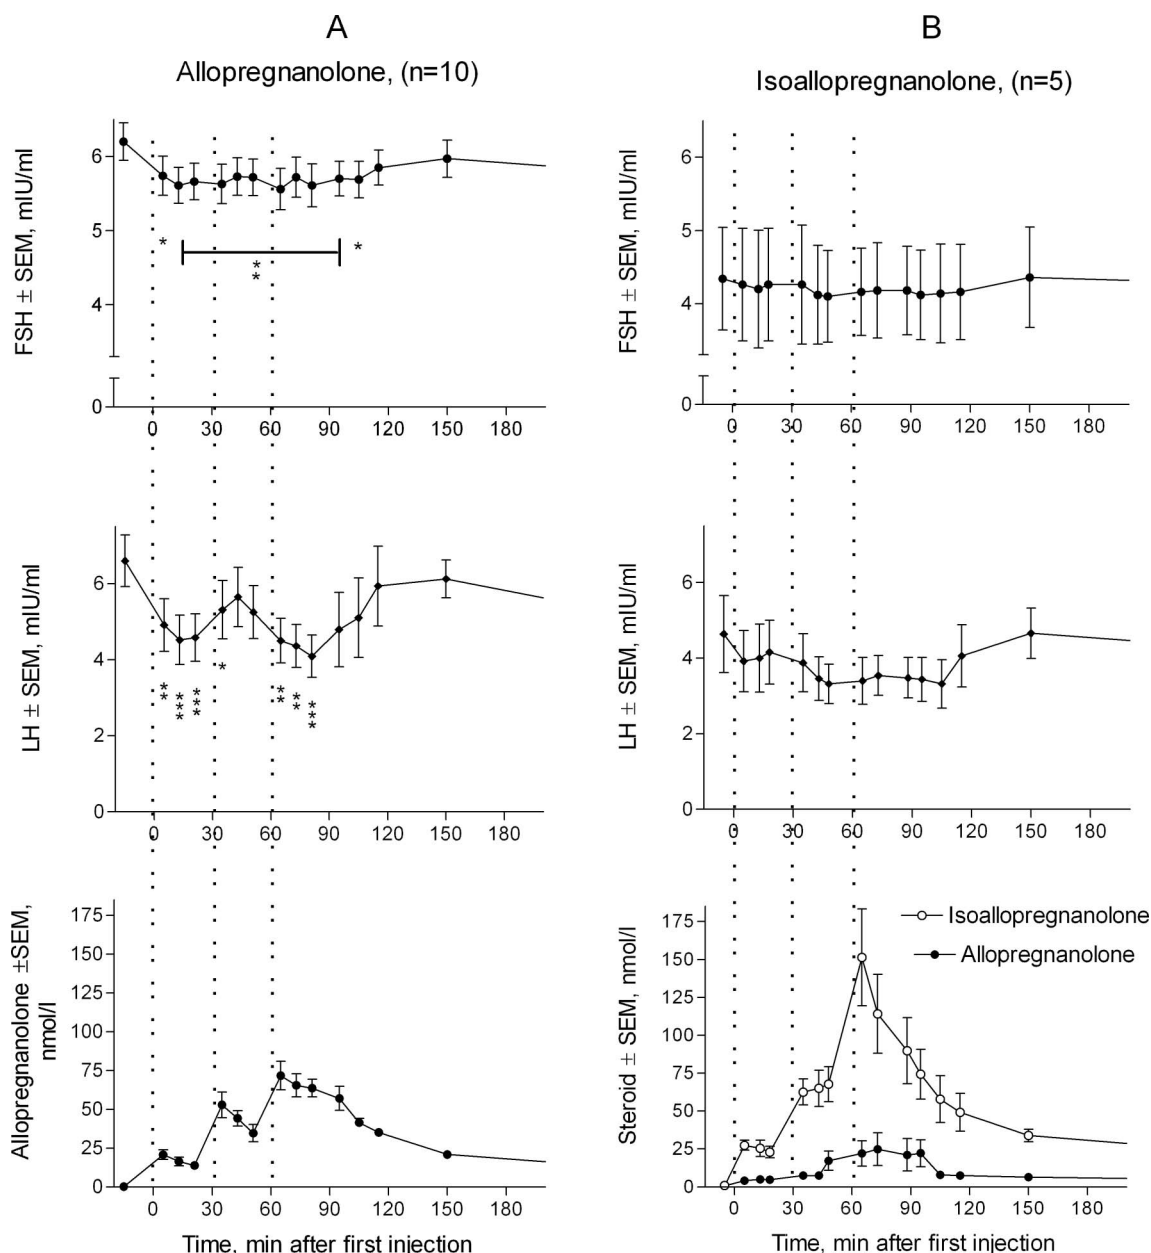 A
Allopregnanolone, (n=10)
FSH ± SEM, mIU/ml
6
5
4
0
*
**
*
0 30 60 90 120 150 180
LH ± SEM, mIU/ml
6
4
2
0
** *** *** * ** ** ***
0 30 60 90 120 150 180
Allopregnanolone ±SEM,
nmol/l
175
150
125
100
75
50
25
0
0 30 60 90 120 150 180
Time, min after first injection
B
Isoallopregnanolone, (n=5)
FSH ± SEM, mIU/ml
6
5
4
0
0 30 60 90 120 150 180
LH ± SEM, mIU/ml
6
4
2
0
0 30 60 90 120 150 180
Steroid ± SEM, nmol/l
175
150
125
100
75
50
25
0
Isoallopregnanolone
Allopregnanolone
0 30 60 90 120 150 180
Time, min after first injection